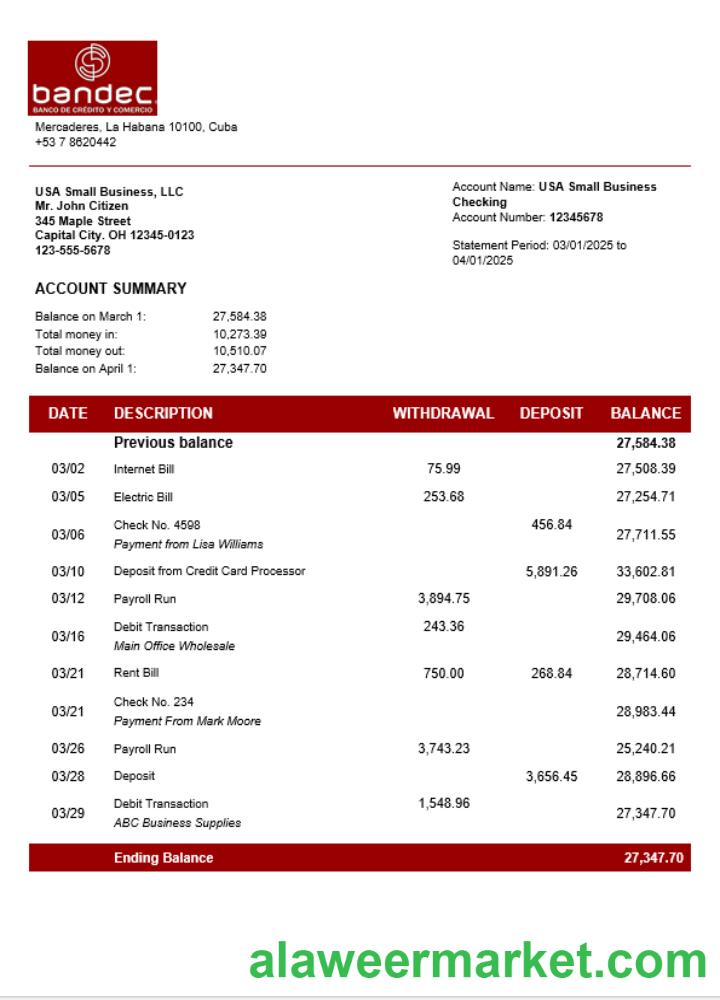 bandec
BANCO DE CRÉDITO Y COMERCIO
Mercaderes, La Habana 10100, Cuba
+53 7 8620442
USA Small Business, LLC
Mr. John Citizen
345 Maple Street
Capital City. OH 12345-0123
123-555-5678
Account Name: USA Small Business
Checking
Account Number: 12345678
Statement Period: 03/01/2025 to
04/01/2025
ACCOUNT SUMMARY
Balance on March 1: 27,584.38
Total money in: 10,273.39
Total money out: 10,510.07
Balance on April 1: 27,347.70
DATE DESCRIPTION WITHDRAWAL DEPOSIT BALANCE
Previous balance 27,584.38
03/02 Internet Bill 75.99 27,508.39
03/05 Electric Bill 253.68 27,254.71
03/06 Check No. 4598 456.84 27,711.55
Payment from Lisa Williams
03/10 Deposit from Credit Card Processor 5,891.26 33,602.81
03/12 Payroll Run 3,894.75 29,708.06
03/16 Debit Transaction 243.36 29,464.06
Main Office Wholesale
03/21 Rent Bill 750.00 268.84 28,714.60
03/21 Check No. 234 28,983.44
Payment From Mark Moore
03/26 Payroll Run 3,743.23 25,240.21
03/28 Deposit 3,656.45 28,896.66
03/29 Debit Transaction 1,548.96 27,347.70
ABC Business Supplies
Ending Balance 27,347.70
alaweermarket.com